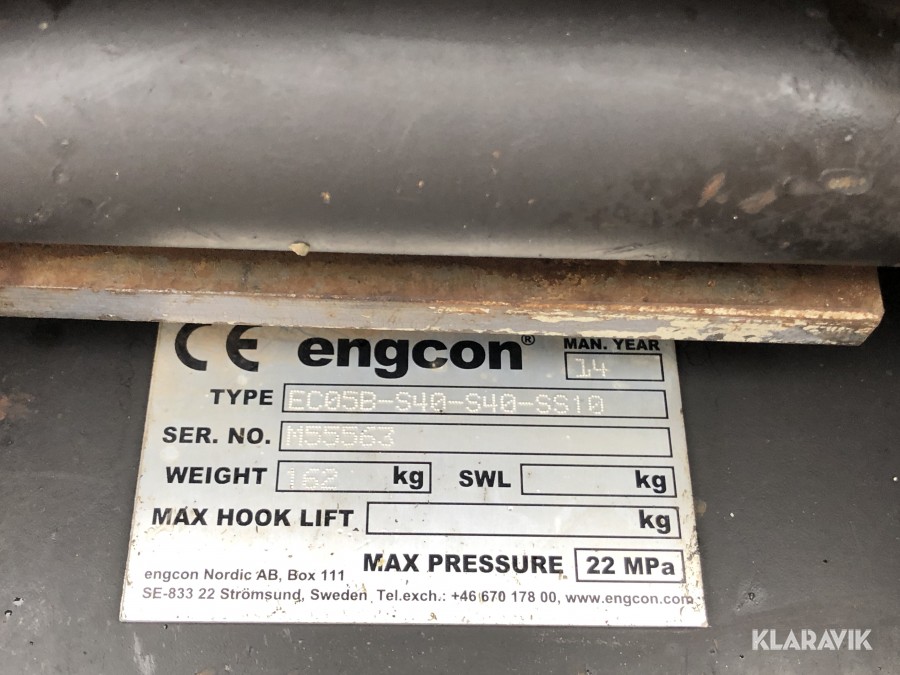 CE engcon® MAN. YEAR
14
TYPE EC05B-S40-S40-SS10
SER. NO. M55563
WEIGHT 162 kg SWL kg
MAX HOOK LIFT kg
MAX PRESSURE 22 MPa
engcon Nordic AB, Box 111
SE-833 22 Strömsund, Sweden Tel.exch.: +46 670 178 00, www.engcon.com
KLARAVIK